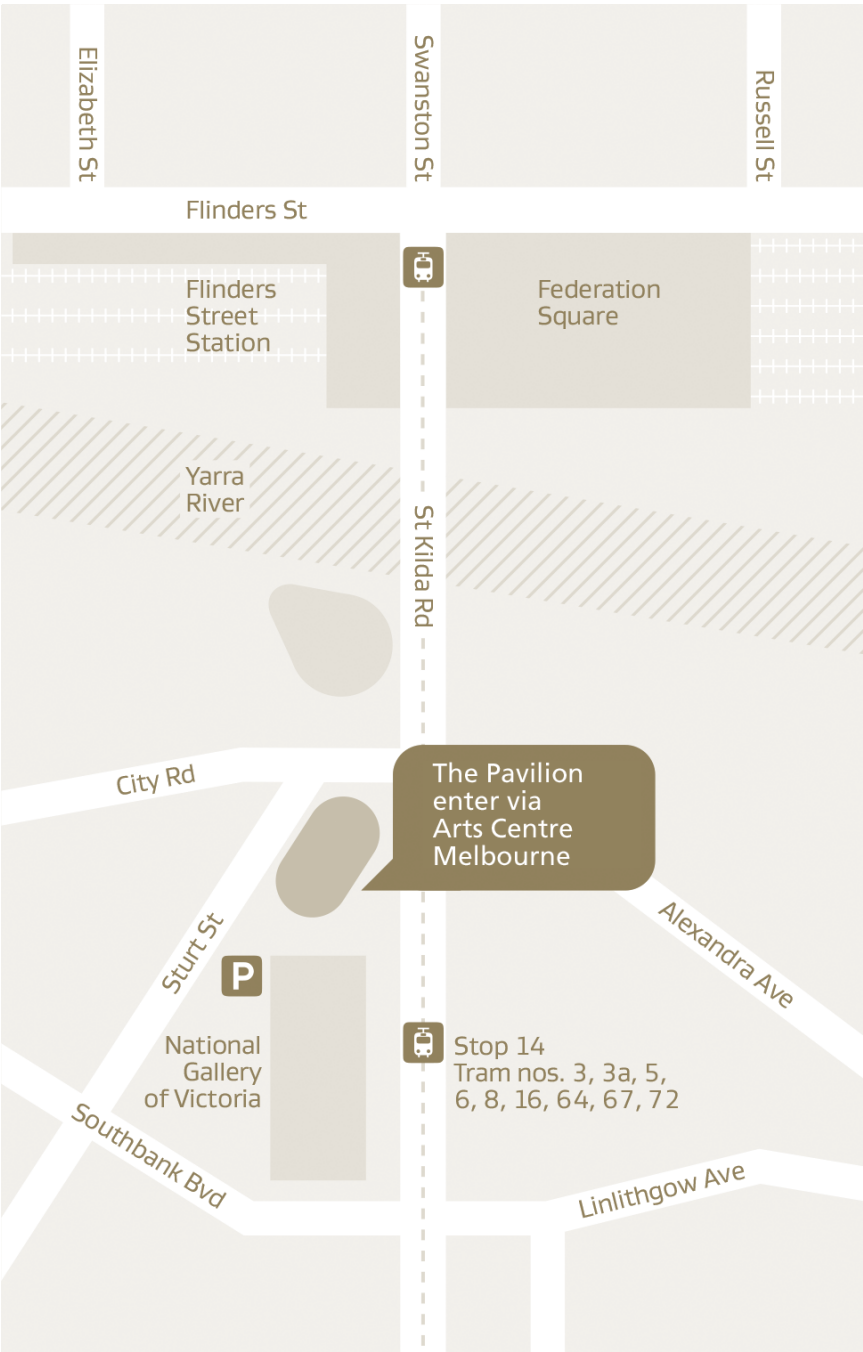 Elizabeth St
Swanston St
Russell St
Flinders St
Flinders
Street
Station
Federation
Square
Yarra
River
St Kilda Rd
City Rd
The Pavilion
enter via
Arts Centre
Melbourne
Sturt St
Alexandra Ave
P
National
Gallery
of Victoria
Stop 14
Tram nos. 3, 3a, 5,
6, 8, 16, 64, 67, 72
Southbank Bvd
Linlithgow Ave